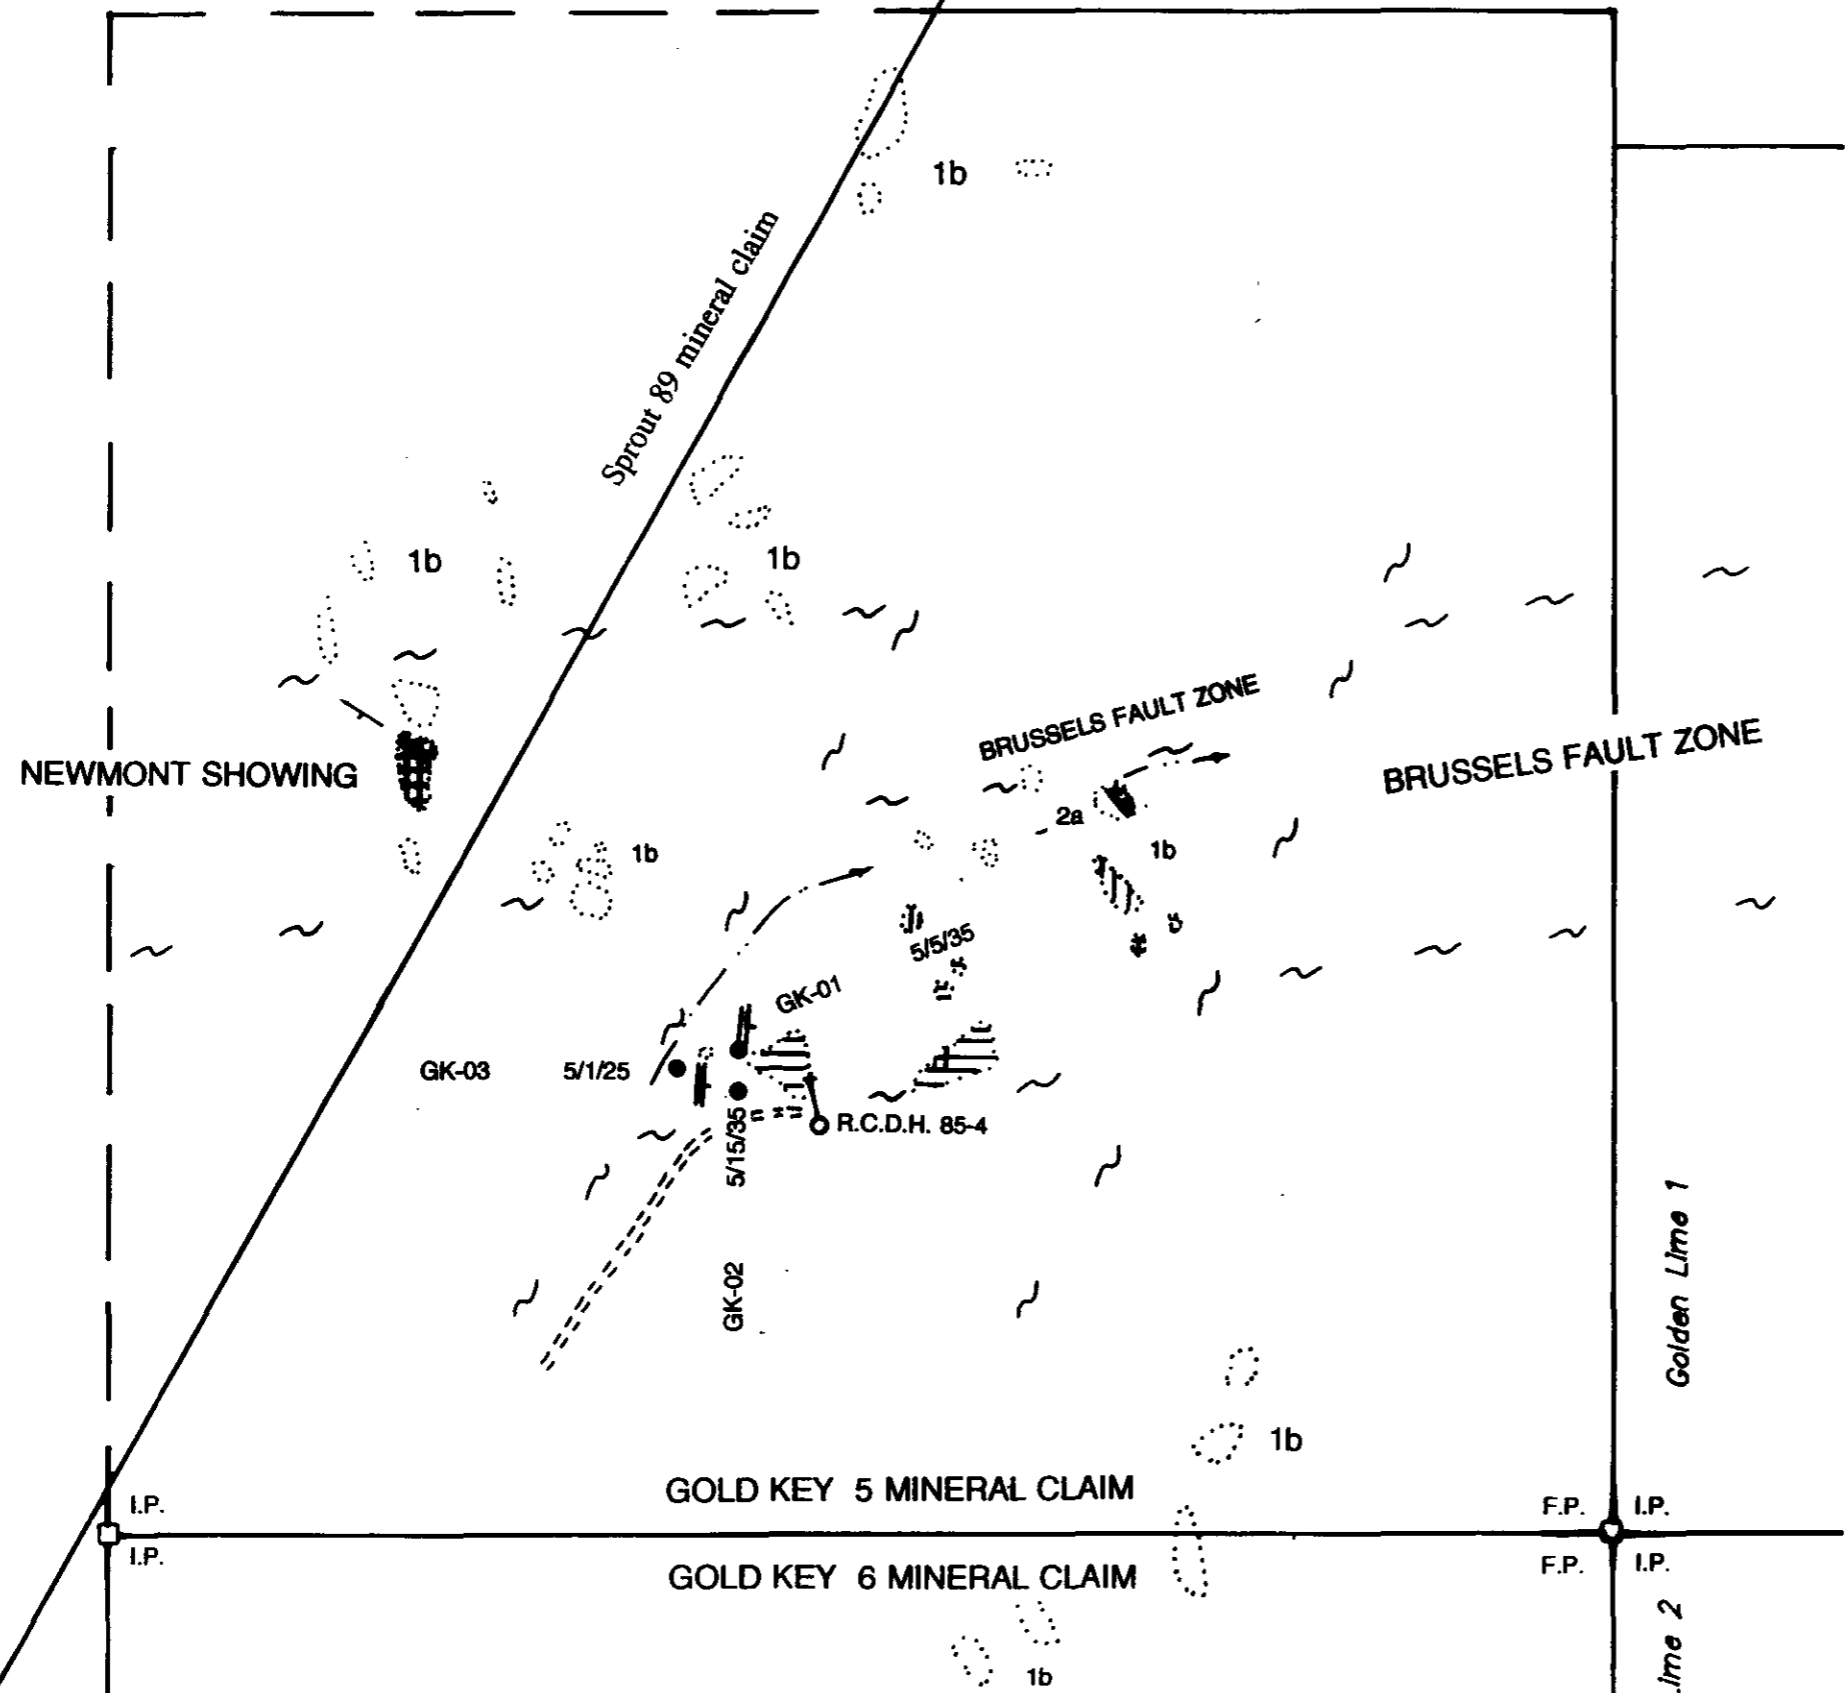 1b
Sprout 89 mineral claim
1b
1b
BRUSSELS FAULT ZONE
BRUSSELS FAULT ZONE
NEWMONT SHOWING
2a
1b
1b
5/5/35
GK-01
GK-03
5/1/25
R.C.D.H. 85-4
5/15/35
GK-02
Golden Lime 1
1b
GOLD KEY 5 MINERAL CLAIM
I.P.
F.P.
I.P.
I.P.
GOLD KEY 6 MINERAL CLAIM
F.P.
I.P.
ime 2
1b